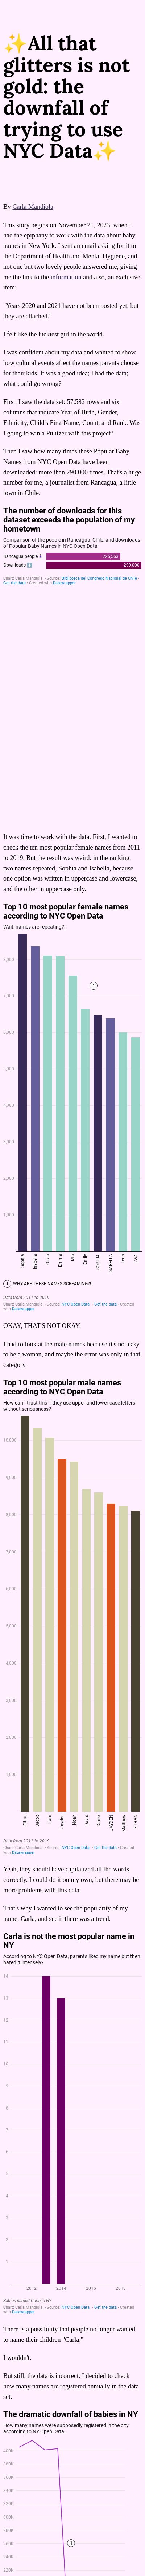 ✨All that
glitters is not
gold: the
downfall of
trying to use
NYC Data✨
By Carla Mandiola
This story begins on November 21, 2023, when I
had the epiphany to work with the data about baby
names in New York. I sent an email asking for it to
the Department of Health and Mental Hygiene, and
not one but two lovely people answered me, giving
me the link to the information and also, an exclusive
item:
"Years 2020 and 2021 have not been posted yet, but
they are attached."
I felt like the luckiest girl in the world.
I was confident about my data and wanted to show
how cultural events affect the names parents choose
for their kids. It was a good idea; I had the data;
what could go wrong?
First, I saw the data set: 57.582 rows and six
columns that indicate Year of Birth, Gender,
Ethnicity, Child's First Name, Count, and Rank. Was
I going to win a Pulitzer with this project?
Then I saw how many times these Popular Baby
Names from NYC Open Data have been
downloaded: more than 290.000 times. That's a huge
number for me, a journalist from Rancagua, a little
town in Chile.
The number of downloads for this
dataset exceeds the population of my
hometown
Comparison of the people in Rancagua, Chile, and downloads
of Popular Baby Names in NYC Open Data
Rancagua people
225,563
Downloads
290,000
Chart: Carla Mandiola • Source: Biblioteca del Congreso Nacional de Chile •
Get the data • Created with Datawrapper
It was time to work with the data. First, I wanted to
check the ten most popular female names from 2011
to 2019. But the result was weird: in the ranking,
two names repeated, Sophia and Isabella, because
one option was written in uppercase and lowercase,
and the other in uppercase only.
Top 10 most popular female names
according to NYC Open Data
Wait, names are repeating?!
8,000
7,000
1
6,000
5,000
4,000
3,000
2,000
1,000
Sophia
Isabella
Olivia
Emma
Mia
Emily
SOPHIA
ISABELLA
Leah
Ava
1 WHY ARE THESE NAMES SCREAMING?!
Data from 2011 to 2019
Chart: Carla Mandiola • Source: NYC Open Data • Get the data • Created
with Datawrapper
OKAY, THAT'S NOT OKAY.
I had to look at the male names because it's not easy
to be a woman, and maybe the error was only in that
category.
Top 10 most popular male names
according to NYC Open Data
How can I trust this if they use upper and lower case letters
without seriousness?
10,000
9,000
8,000
7,000
6,000
5,000
4,000
3,000
2,000
1,000
Ethan
Jacob
Liam
Jayden
Noah
David
Daniel
JAYDEN
Matthew
ETHAN
Data from 2011 to 2019
Chart: Carla Mandiola • Source: NYC Open Data • Get the data • Created
with Datawrapper
Yeah, they should have capitalized all the words
correctly. I could do it on my own, but there may be
more problems with this data.
That's why I wanted to see the popularity of my
name, Carla, and see if there was a trend.
Carla is not the most popular name in
NY
According to NYC Open Data, parents liked my name but then
hated it intensely?
14
13
12
11
10
9
8
7
6
5
4
3
2
1
2012
2014
2016
2018
Babies named Carla in NY
Chart: Carla Mandiola • Source: NYC Open Data • Get the data • Created
with Datawrapper
There is a possibility that people no longer wanted
to name their children "Carla."
I wouldn't.
But still, the data is incorrect. I decided to check
how many names are registered annually in the data
set.
The dramatic downfall of babies in NY
How many names were supposedly registered in the city
according to NYC Open Data.
400K
380K
360K
340K
320K
300K
280K
260K
1
240K
220K